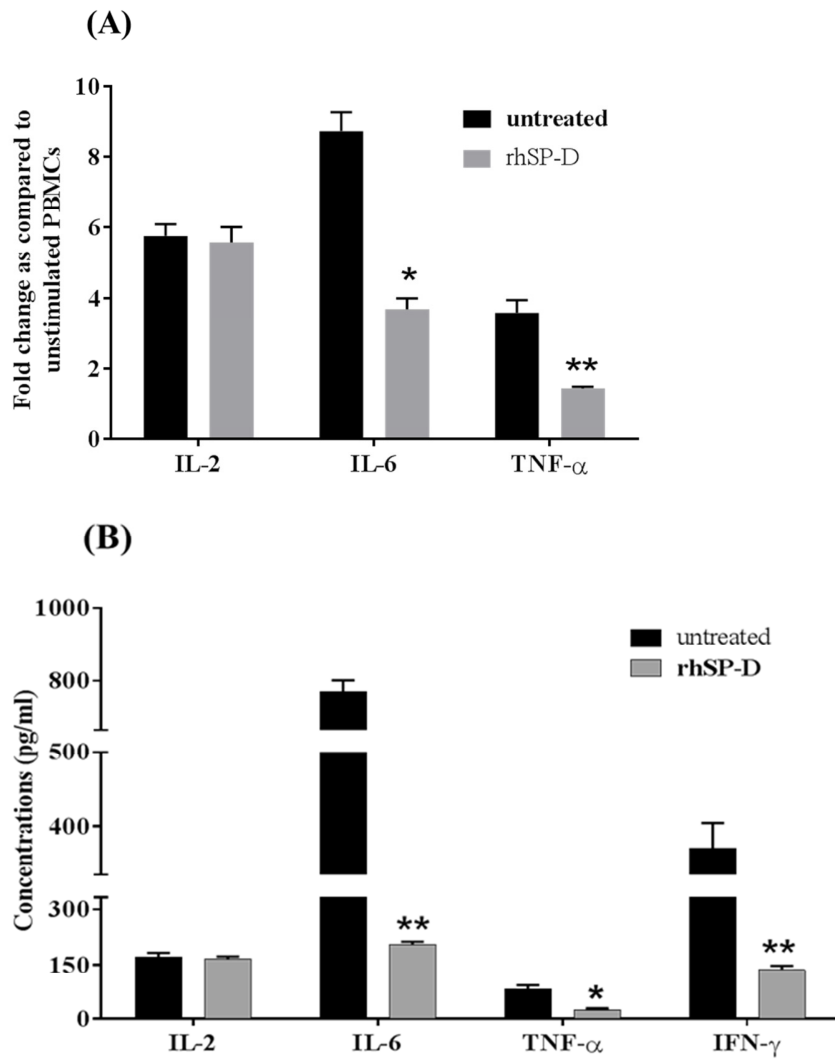 (A)
Fold change as compared to
unstimulated PBMCs
10
8
6
4
2
0
untreated
rhSP-D
*
**
IL-2
IL-6
TNF-α
(B)
Concentrations (pg/ml)
1000
800
500
400
300
150
0
untreated
rhSP-D
**
*
**
IL-2
IL-6
TNF-α
IFN-γ